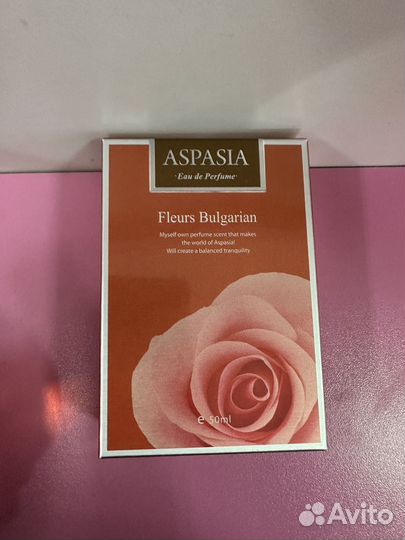 ASPASIA
·Eau de Perfume·
Fleurs Bulgarian
Myself own perfume scent that makes
the world of Aspasia!
Will create a balanced tranquility
e 50ml
Avito